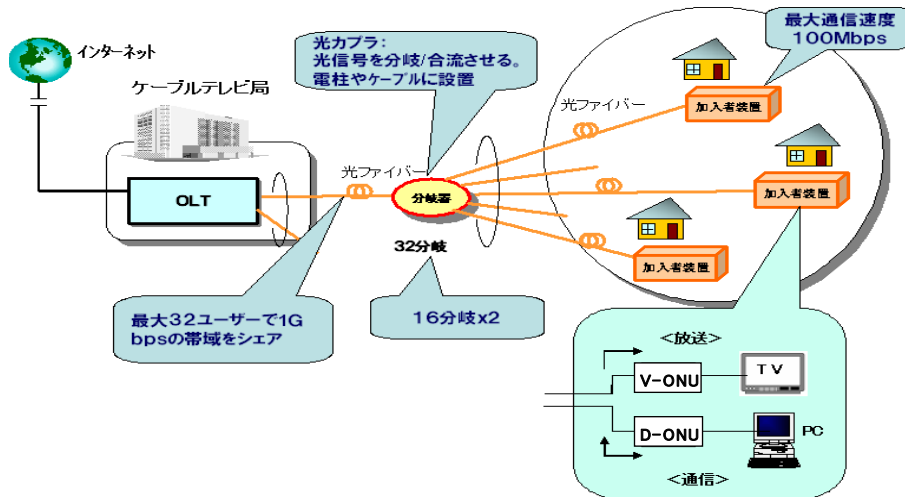 インターネット
ケーブルテレビ局
OLT
光ファイバー
光カプラ:
光信号を分岐/合流させる。
電柱やケーブルに設置
分岐署
32分岐
16分岐x2
最大32ユーザーで1G
bpsの帯域をシェア
光ファイバー
最大通信速度
100Mbps
加入者装置
加入者装置
加入者装置
<放送>
V-ONU
TV
D-ONU
PC
<通信>